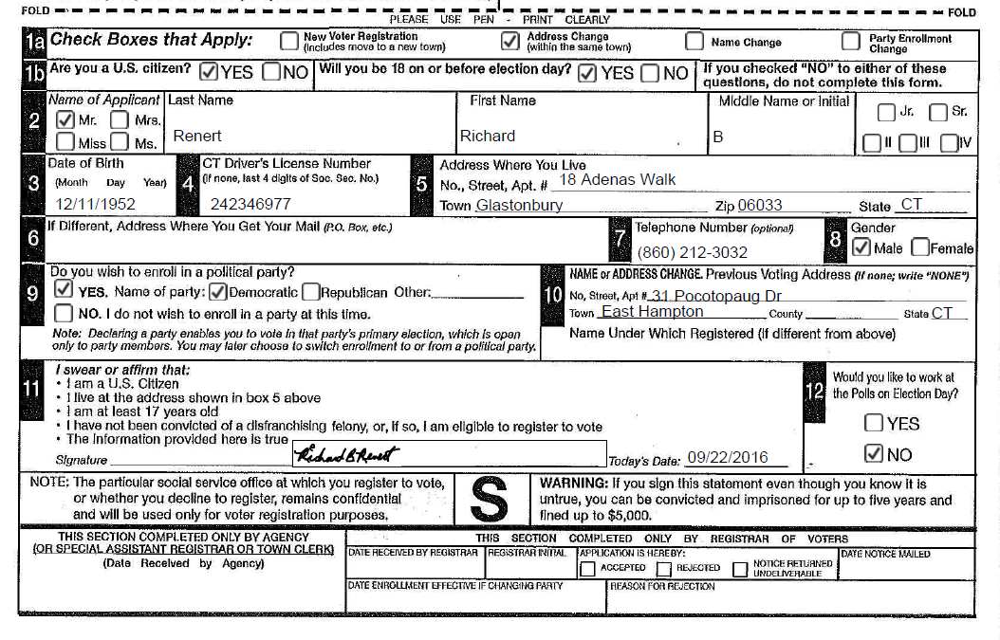 FOLD FOLD
PLEASE USE PEN - PRINT CLEARLY
1a Check Boxes that Apply: New Voter Registration (includes move to a new town) Address Change (within the same town) Name Change Party Enrollment Change
1b Are you a U.S. citizen? YES NO Will you be 18 on or before election day? YES NO If you checked "NO" to either of these questions, do not complete this form.
2 Name of Applicant Last Name First Name Middle Name or Initial
Mr. Mrs. Jr. Sr.
Miss Ms. Renert Richard B II III IV
3 Date of Birth
(Month Day Year)
12/11/1952
4 CT Driver's License Number
(If none, last 4 digits of Soc. Sec. No.)
242346977
5 Address Where You Live
No., Street, Apt. # 18 Adenas Walk
Town Glastonbury Zip 06033 State CT
6 If Different, Address Where You Get Your Mail (P.O. Box, etc.)
7 Telephone Number (optional)
(860) 212-3032
8 Gender
Male Female
9 Do you wish to enroll in a political party?
YES. Name of party: Democratic Republican Other:
NO. I do not wish to enroll in a party at this time.
Note: Declaring a party enables you to vote in that party's primary election, which is open
only to party members. You may later choose to switch enrollment to or from a political party.
10 NAME or ADDRESS CHANGE. Previous Voting Address (If none; write "NONE")
No, Street, Apt # 31 Pocotopaug Dr
Town East Hampton County State CT
Name Under Which Registered (if different from above)
11 I swear or affirm that:
• I am a U.S. Citizen
• I live at the address shown in box 5 above
• I am at least 17 years old
• I have not been convicted of a disfranchising felony, or, if so, I am eligible to register to vote
• The information provided here is true
Signature Richard B Renert Today's Date: 09/22/2016
12 Would you like to work at
the Polls on Election Day?
YES
NO
NOTE: The particular social service office at which you register to vote,
or whether you decline to register, remains confidential
and will be used only for voter registration purposes.
S
WARNING: If you sign this statement even though you know it is
untrue, you can be convicted and imprisoned for up to five years and
fined up to $5,000.
THIS SECTION COMPLETED ONLY BY AGENCY
(OR SPECIAL ASSISTANT REGISTRAR OR TOWN CLERK)
(Date Received by Agency)
THIS SECTION COMPLETED ONLY BY REGISTRAR OF VOTERS
DATE RECEIVED BY REGISTRAR REGISTRAR INITIAL APPLICATION IS HEREBY: DATE NOTICE MAILED
ACCEPTED REJECTED NOTICE RETURNED UNDELIVERABLE
DATE ENROLLMENT EFFECTIVE IF CHANGING PARTY REASON FOR REJECTION